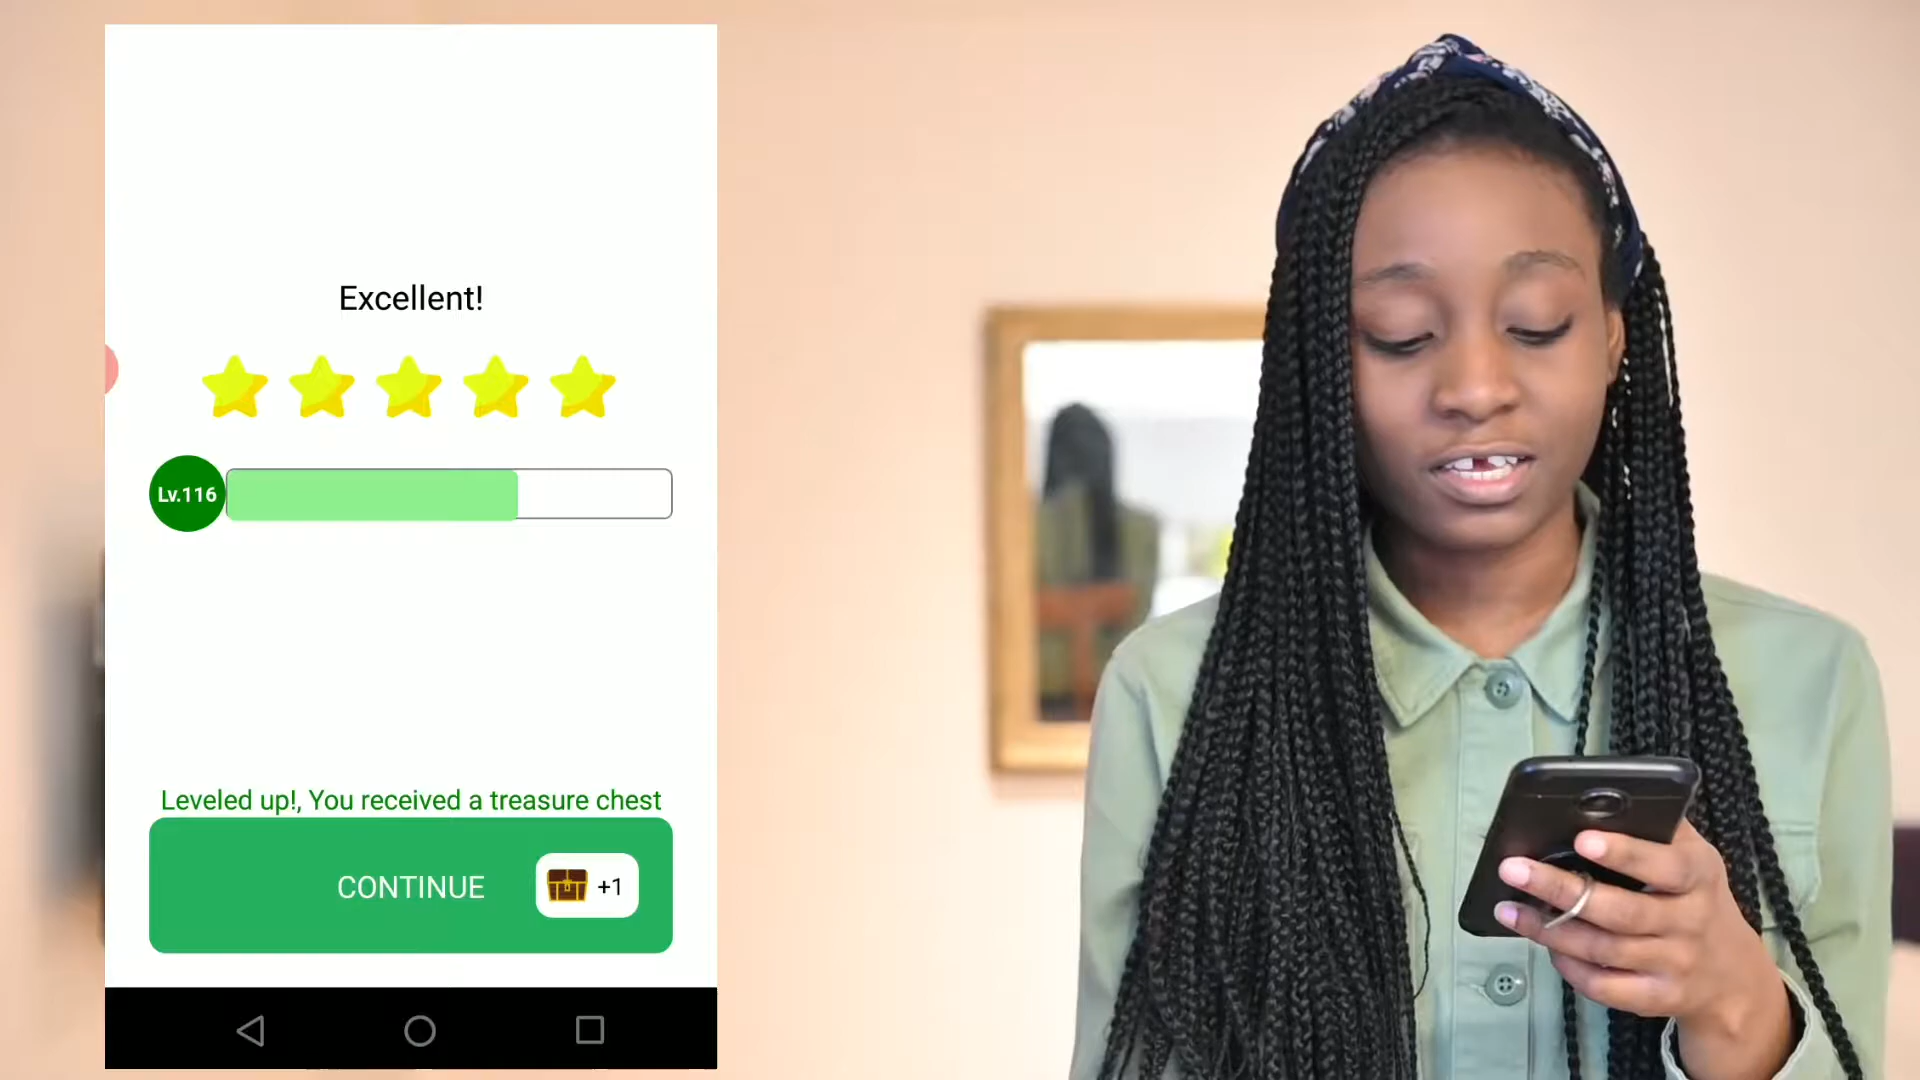 Excellent!
Lv.116
Leveled up!, You received a treasure chest
CONTINUE +1